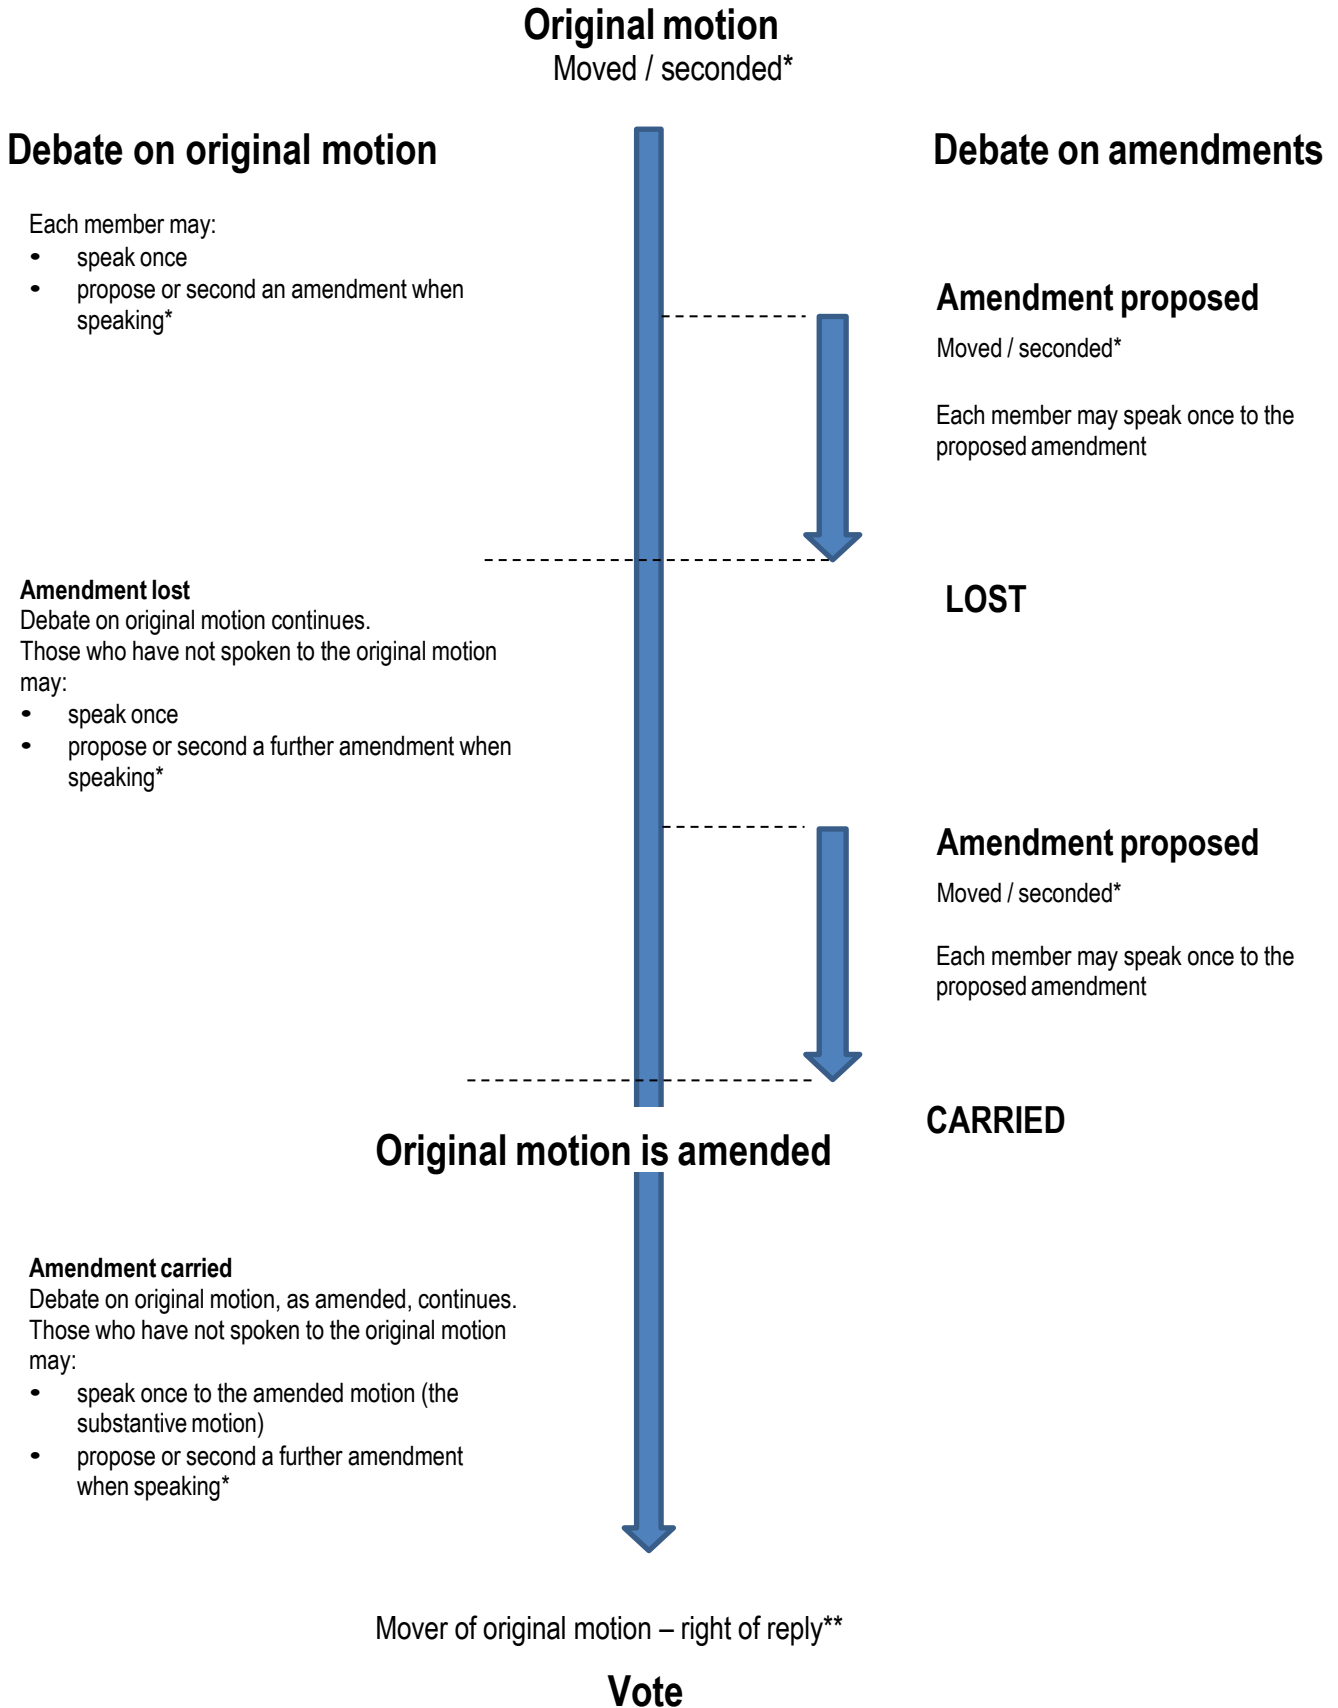 Original motion
Moved / seconded*
Debate on original motion
Debate on amendments
Each member may:
• speak once
• propose or second an amendment when
speaking*
Amendment proposed
Moved / seconded*
Each member may speak once to the
proposed amendment
Amendment lost
Debate on original motion continues.
Those who have not spoken to the original motion
may:
• speak once
• propose or second a further amendment when
speaking*
LOST
Amendment proposed
Moved / seconded*
Each member may speak once to the
proposed amendment
CARRIED
Original motion is amended
Amendment carried
Debate on original motion, as amended, continues.
Those who have not spoken to the original motion
may:
• speak once to the amended motion (the
substantive motion)
• propose or second a further amendment
when speaking*
Mover of original motion – right of reply**
Vote